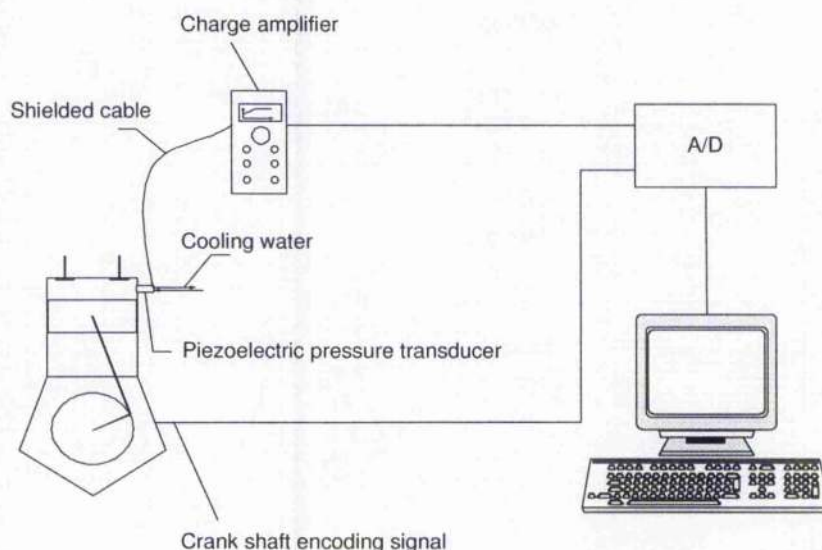 Charge amplifier
Shielded cable
A/D
Cooling water
Piezoelectric pressure transducer
Crank shaft encoding signal